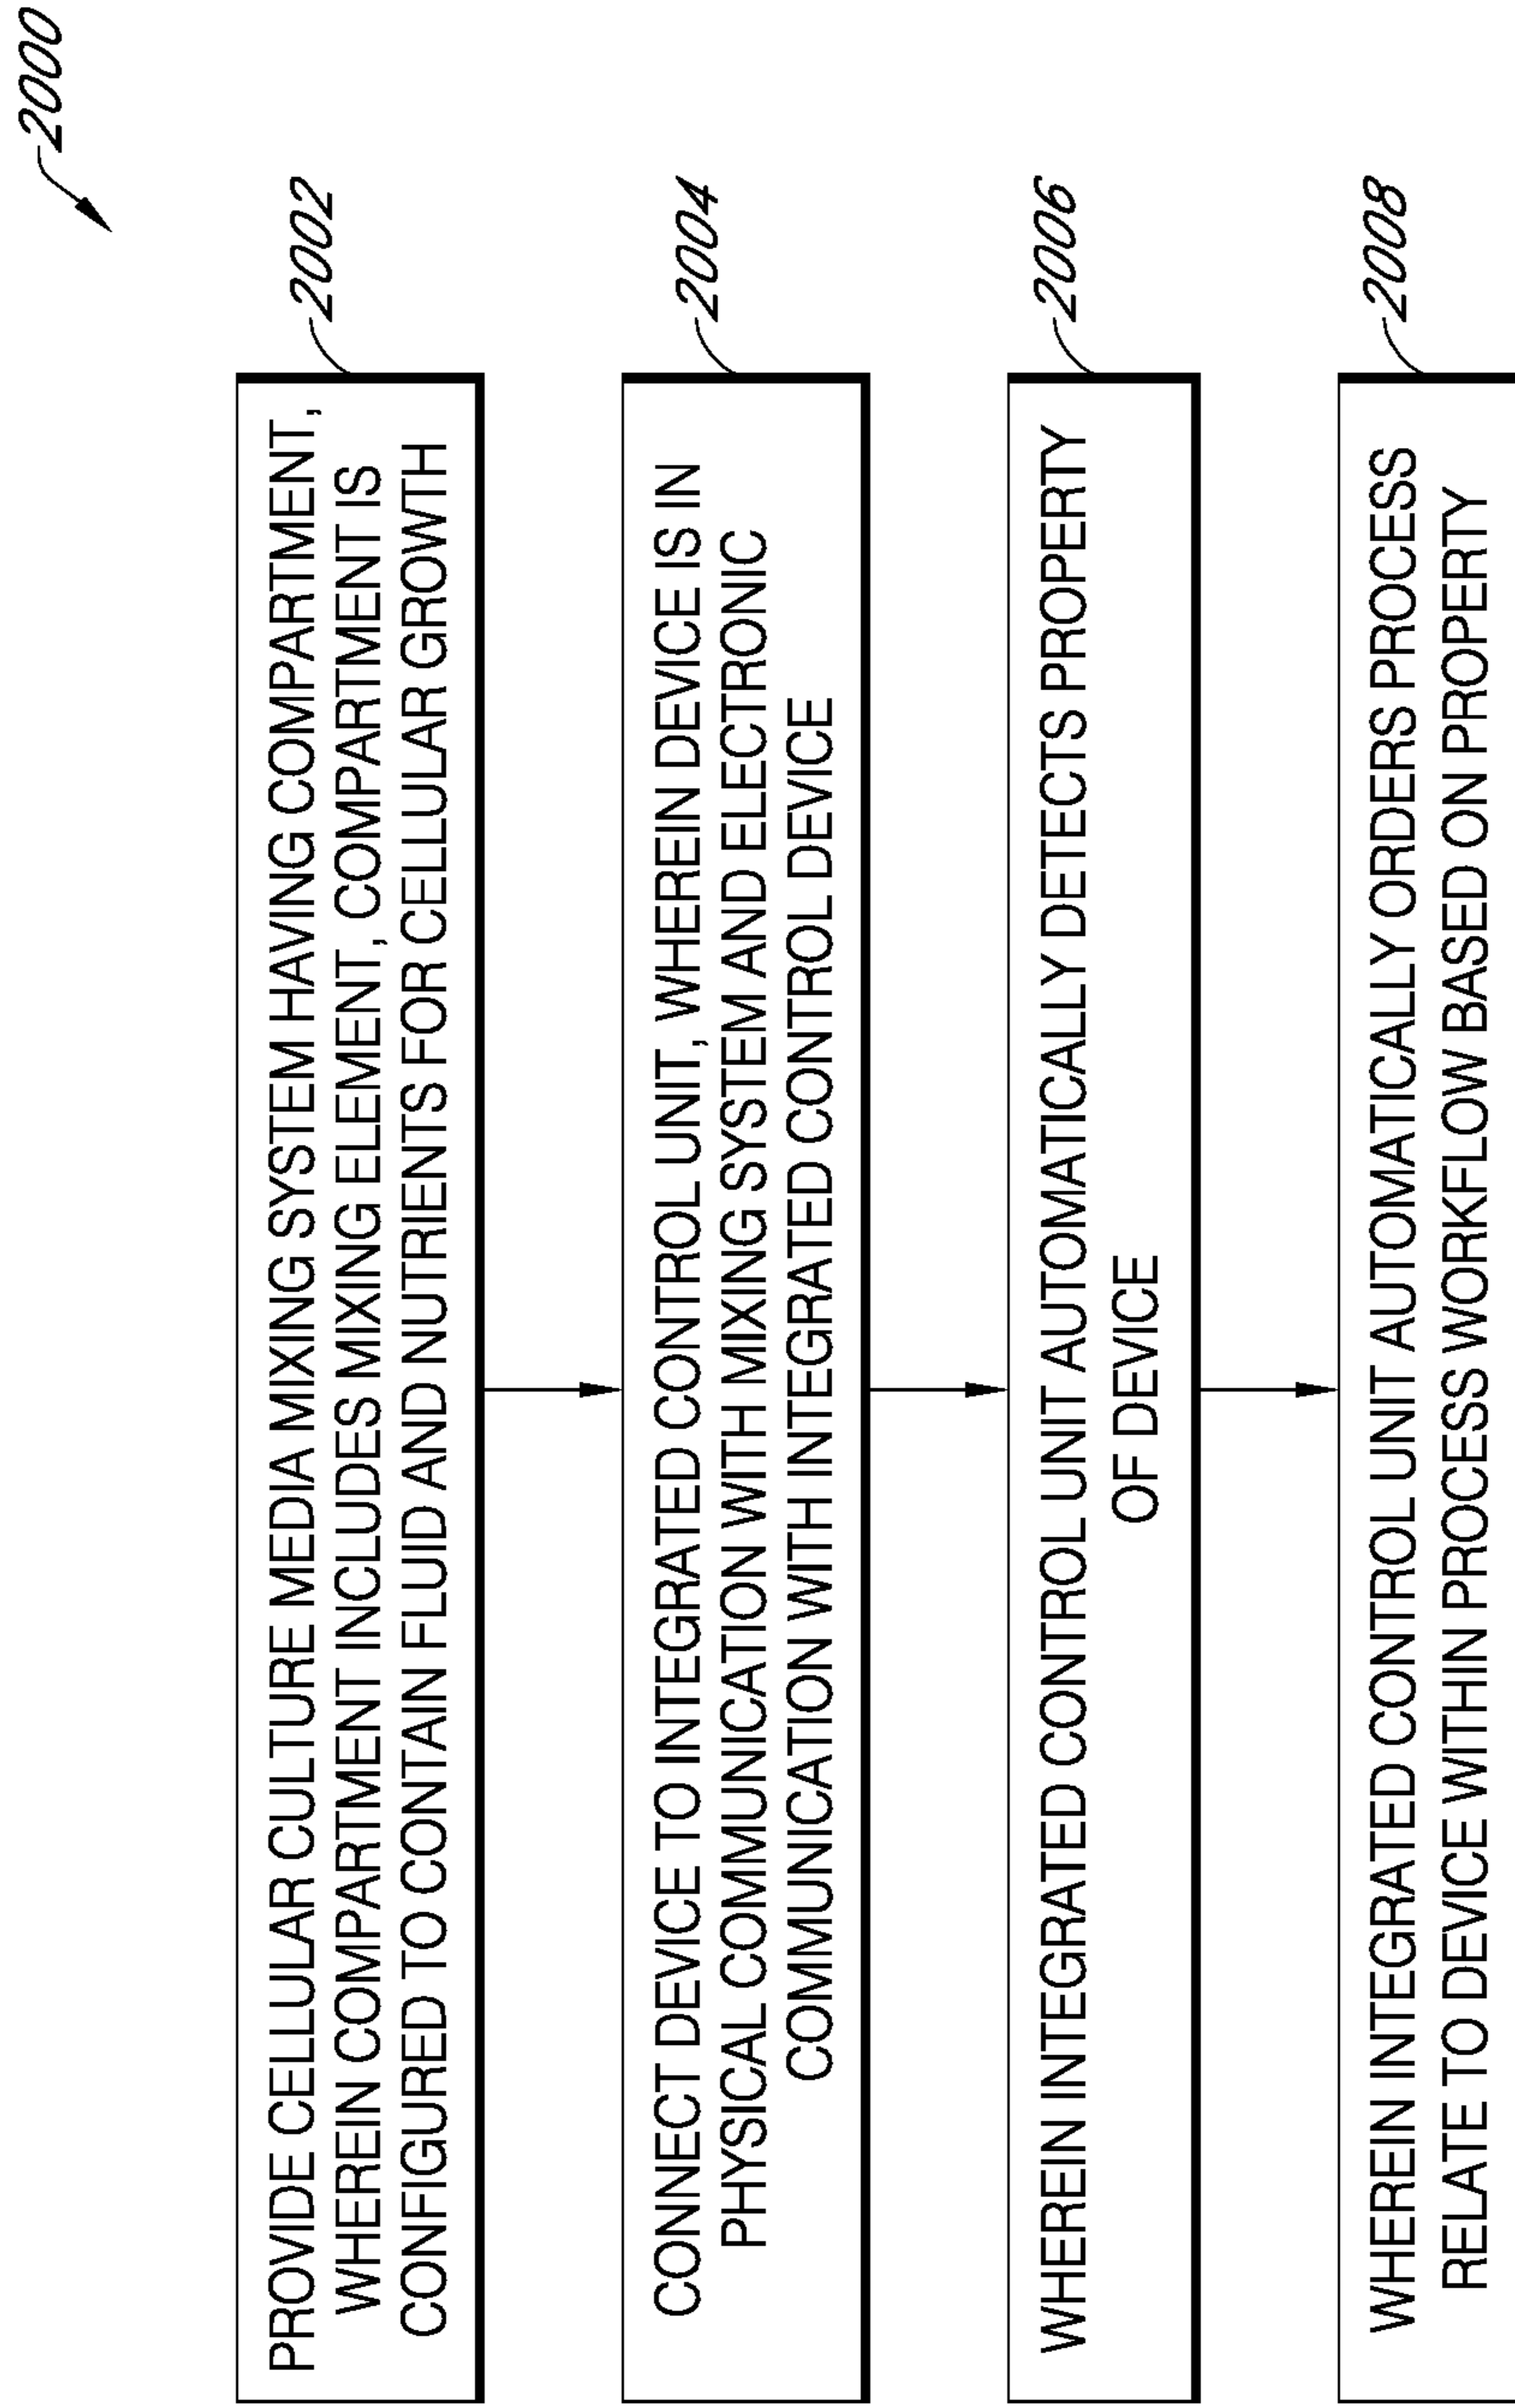 2000
2002
PROVIDE CELLULAR CULTURE MEDIA MIXING SYSTEM HAVING COMPARTMENT,
WHEREIN COMPARTMENT INCLUDES MIXING ELEMENT, COMPARTMENT IS
CONFIGURED TO CONTAIN FLUID AND NUTRIENTS FOR CELLULAR GROWTH
2004
CONNECT DEVICE TO INTEGRATED CONTROL UNIT, WHEREIN DEVICE IS IN
PHYSICAL COMMUNICATION WITH MIXING SYSTEM AND ELECTRONIC
COMMUNICATION WITH INTEGRATED CONTROL DEVICE
2006
WHEREIN INTEGRATED CONTROL UNIT AUTOMATICALLY DETECTS PROPERTY
OF DEVICE
2008
WHEREIN INTEGRATED CONTROL UNIT AUTOMATICALLY ORDERS PROCESS
RELATE TO DEVICE WITHIN PROCESS WORKFLOW BASED ON PROPERTY